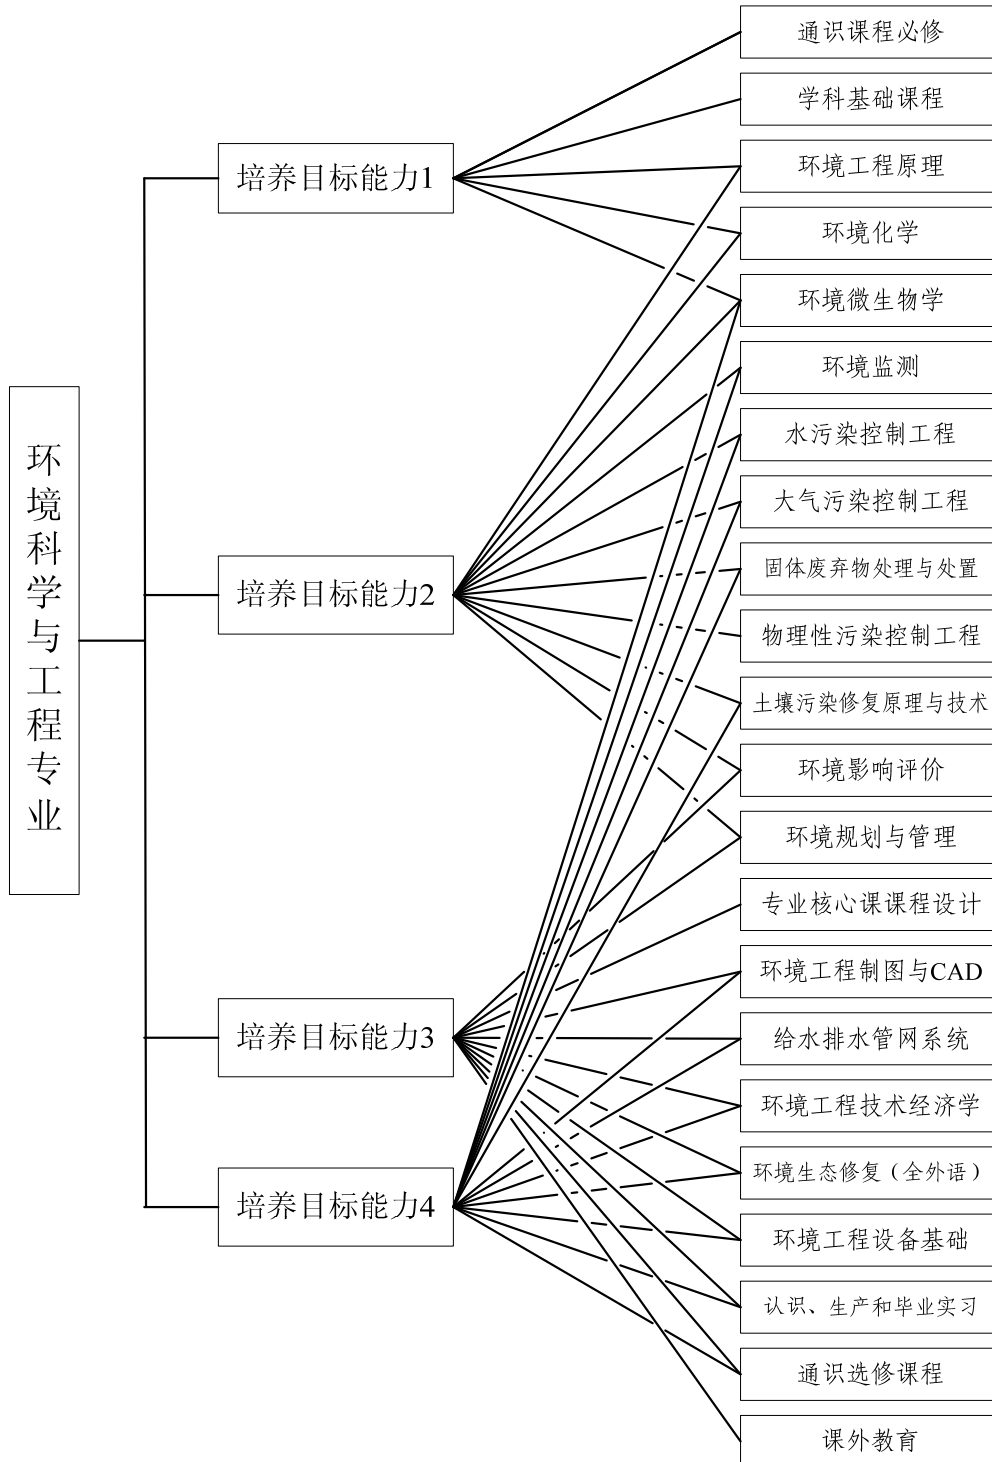 环境科学与工程专业
培养目标能力1
培养目标能力2
培养目标能力3
培养目标能力4
通识课程必修
学科基础课程
环境工程原理
环境化学
环境微生物学
环境监测
水污染控制工程
大气污染控制工程
固体废弃物处理与处置
物理性污染控制工程
土壤污染修复原理与技术
环境影响评价
环境规划与管理
专业核心课课程设计
环境工程制图与CAD
给水排水管网系统
环境工程技术经济学
环境生态修复（全外语）
环境工程设备基础
认识、生产和毕业实习
通识选修课程
课外教育